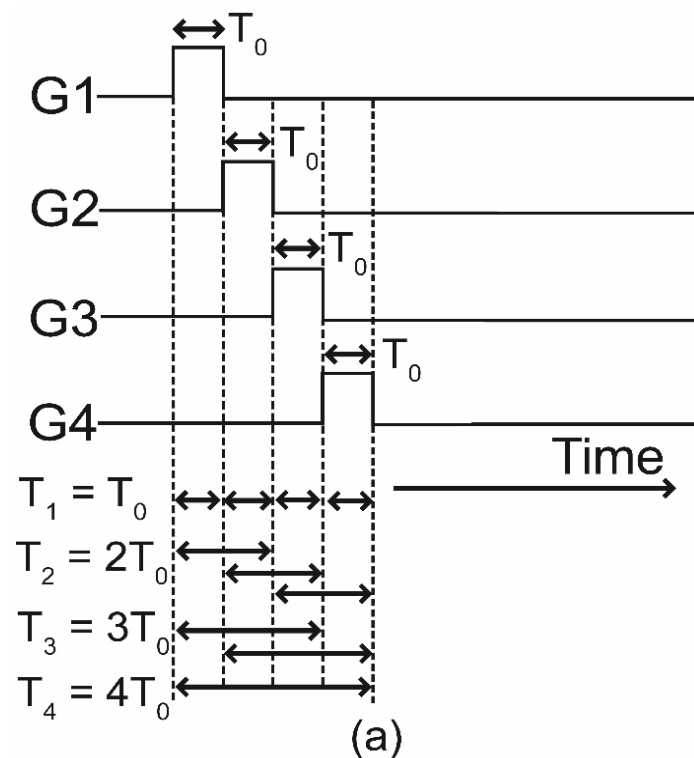 T₀
G1
T₀
G2
T₀
G3
T₀
G4
Time
T₁ = T₀
T₂ = 2T₀
T₃ = 3T₀
T₄ = 4T₀
(a)